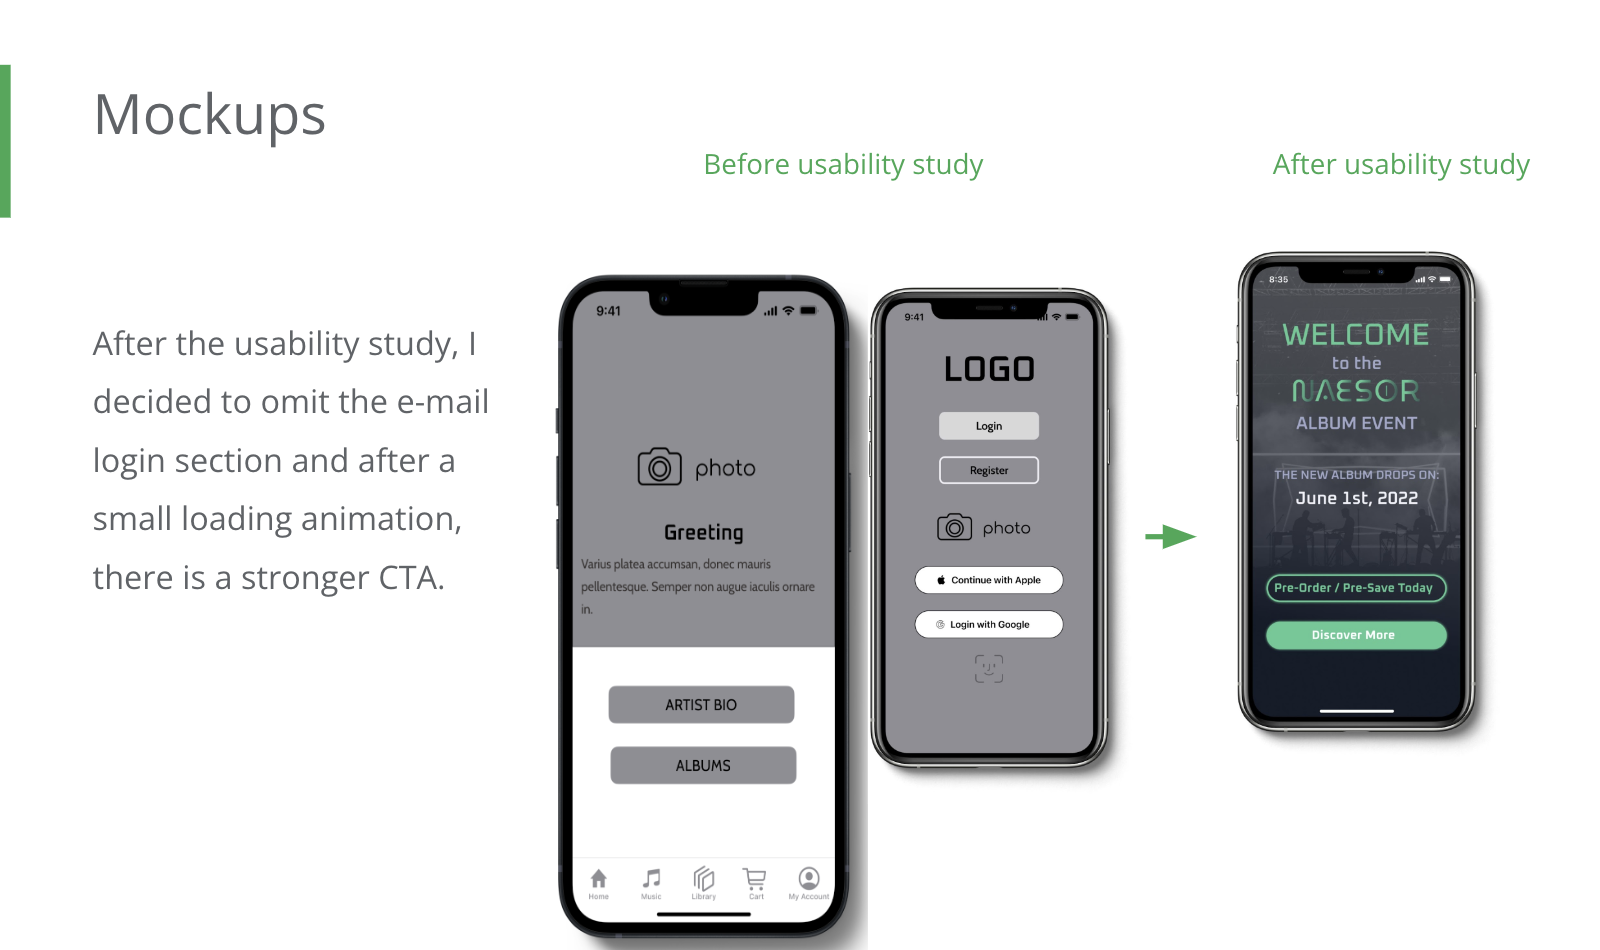 Mockups
Before usability study
After usability study
After the usability study, I
decided to omit the e-mail
login section and after a
small loading animation,
there is a stronger CTA.
9:41
photo
Greeting
Varius platea accumsan, donec mauris
pellentesque. Semper non augue iaculis ornare
in.
ARTIST BIO
ALBUMS
Home Music Library Cart My Account
9:41
LOGO
Login
Register
photo
Continue with Apple
Login with Google
8:35
WELCOME
to the
NAESOR
ALBUM EVENT
THE NEW ALBUM DROPS ON:
June 1st, 2022
Pre-Order / Pre-Save Today
Discover More